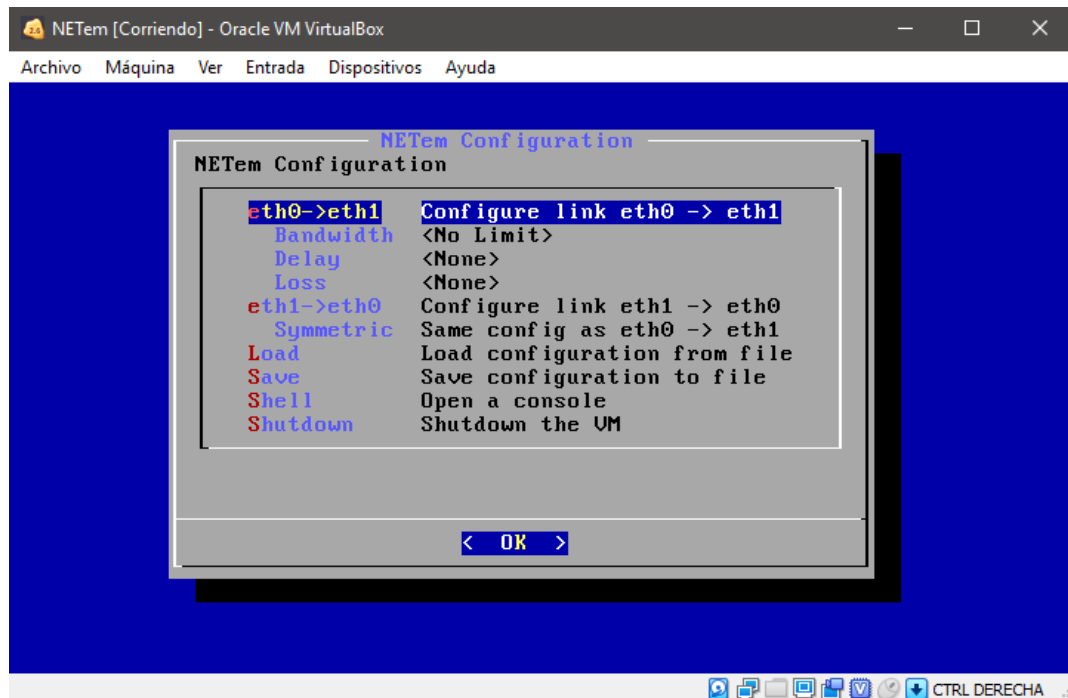 NETem [Corriendo] - Oracle VM VirtualBox
Archivo Máquina Ver Entrada Dispositivos Ayuda
NETem Configuration
NETem Configuration
eth0->eth1 Configure link eth0 -> eth1
Bandwidth <No Limit>
Delay <None>
Loss <None>
eth1->eth0 Configure link eth1 -> eth0
Symmetric Same config as eth0 -> eth1
Load Load configuration from file
Save Save configuration to file
Shell Open a console
Shutdown Shutdown the VM
< OK >
CTRL DERECHA